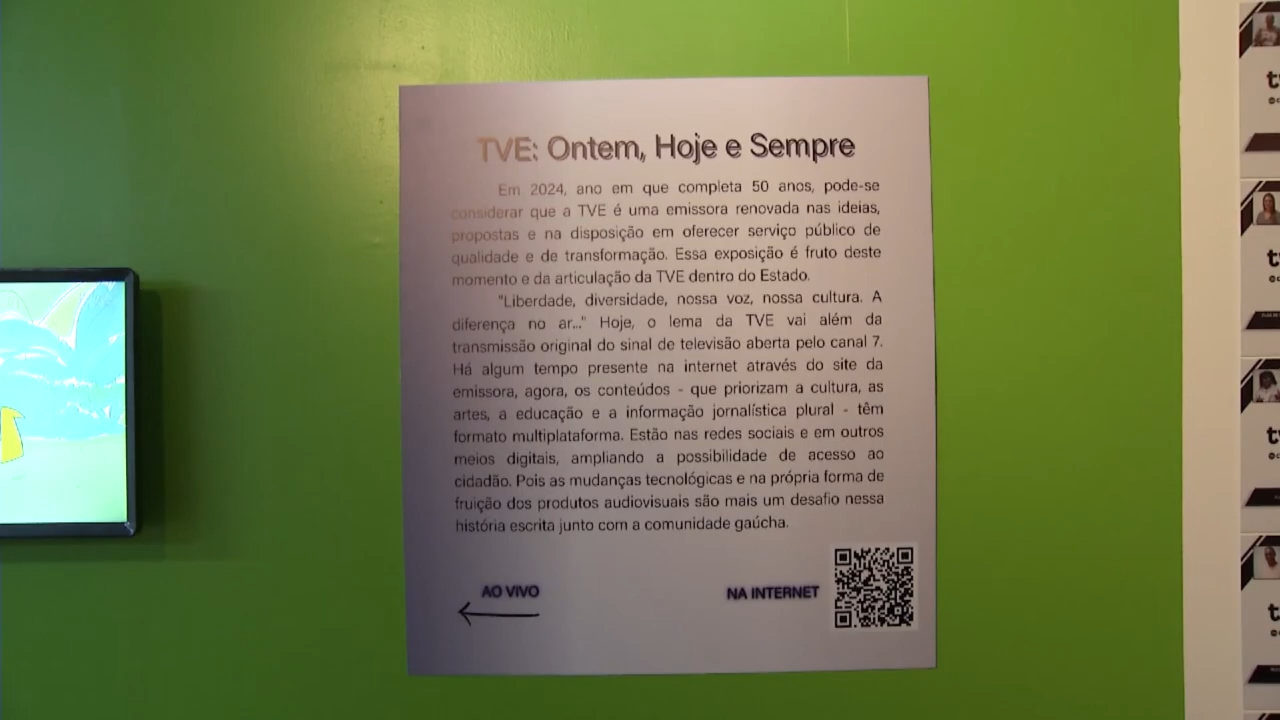 TVE: Ontem, Hoje e Sempre
Em 2024, ano em que completa 50 anos, pode-se
considerar que a TVE é uma emissora renovada nas ideias,
propostas e na disposição em oferecer serviço público de
qualidade e de transformação. Essa exposição é fruto deste
momento e da articulação da TVE dentro do Estado.
"Liberdade, diversidade, nossa voz, nossa cultura. A
diferença no ar..." Hoje, o lema da TVE vai além da
transmissão original do sinal de televisão aberta pelo canal 7.
Há algum tempo presente na internet através do site da
emissora, agora, os conteúdos - que priorizam a cultura, as
artes, a educação e a informação jornalística plural - têm
formato multiplataforma. Estão nas redes sociais e em outros
meios digitais, ampliando a possibilidade de acesso ao
cidadão. Pois as mudanças tecnológicas e na própria forma de
fruição dos produtos audiovisuais são mais um desafio nessa
história escrita junto com a comunidade gaúcha.
AO VIVO
NA INTERNET